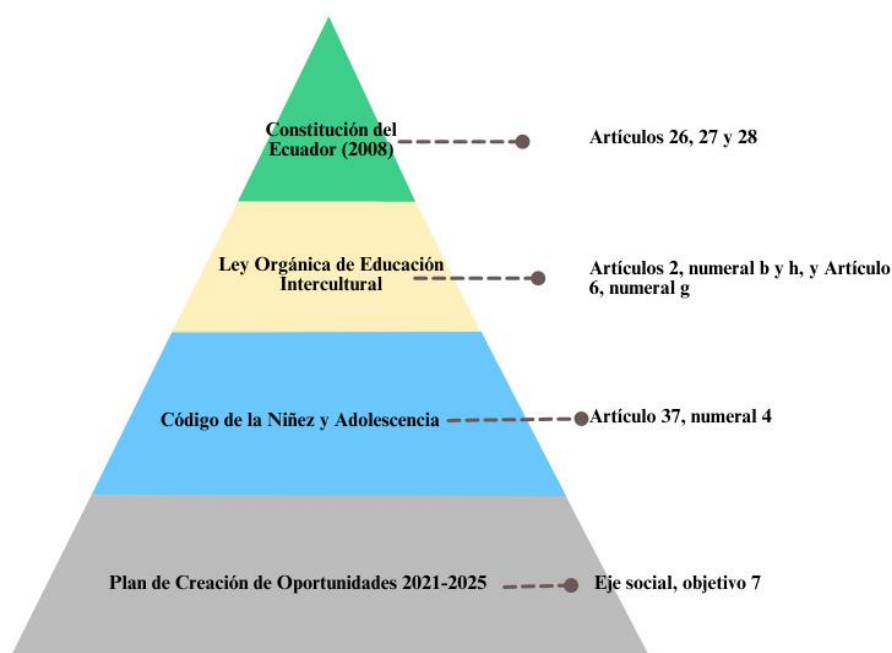 Constitución del
Ecuador (2008)
Artículos 26, 27 y 28
Ley Orgánica de Educación
Intercultural
Artículos 2, numeral b y h, y Artículo
6, numeral g
Código de la Niñez y Adolescencia
Artículo 37, numeral 4
Plan de Creación de Oportunidades 2021-2025
Eje social, objetivo 7